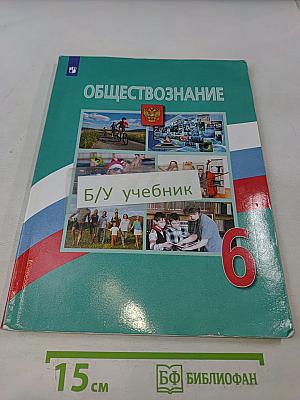 ОБЩЕСТВОЗНАНИЕ
Б/У учебник
6
15 см
БФ БИБЛИОФАН